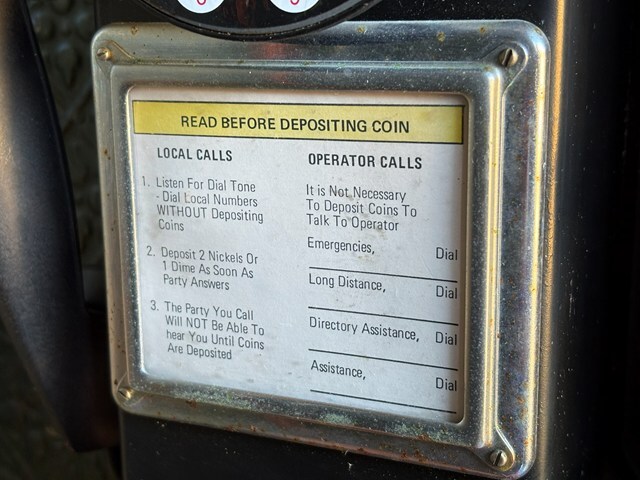 READ BEFORE DEPOSITING COIN
LOCAL CALLS
1. Listen For Dial Tone
- Dial Local Numbers
WITHOUT Depositing
Coins
2. Deposit 2 Nickels Or
1 Dime As Soon As
Party Answers
3. The Party You Call
Will NOT Be Able To
hear You Until Coins
Are Deposited
OPERATOR CALLS
It is Not Necessary
To Deposit Coins To
Talk To Operator
Emergencies, Dial
Long Distance, Dial
Directory Assistance, Dial
Assistance, Dial